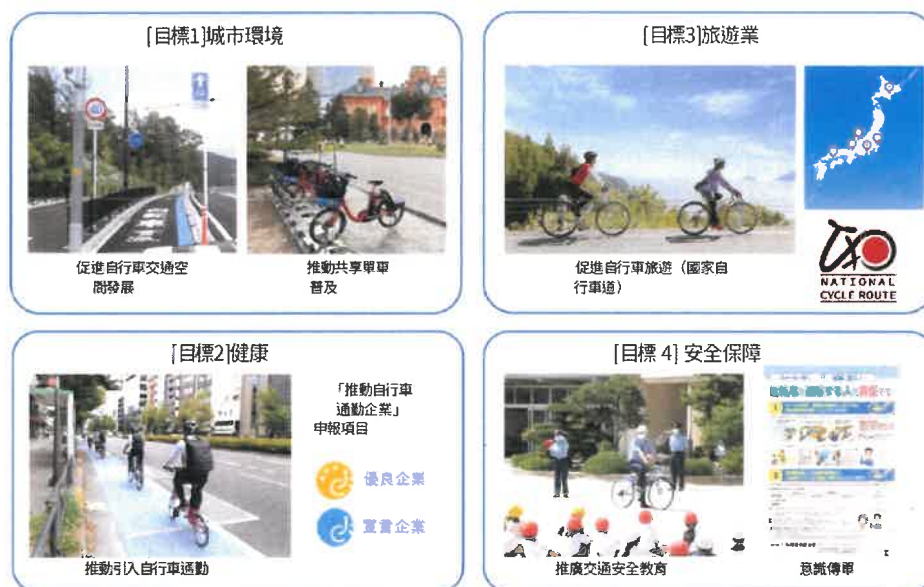 [目標1]城市環境
促進自行車交通空
間發展
推動共享單車
普及
[目標3]旅遊業
促進自行車旅遊（國家自
行車道）
NATIONAL
CYCLE ROUTE
[目標2]健康
「推動自行車
通勤企業」
申報項目
優良企業
宣言企業
推動引入自行車通勤
[目標 4] 安全保障
推廣交通安全教育
意識傳單